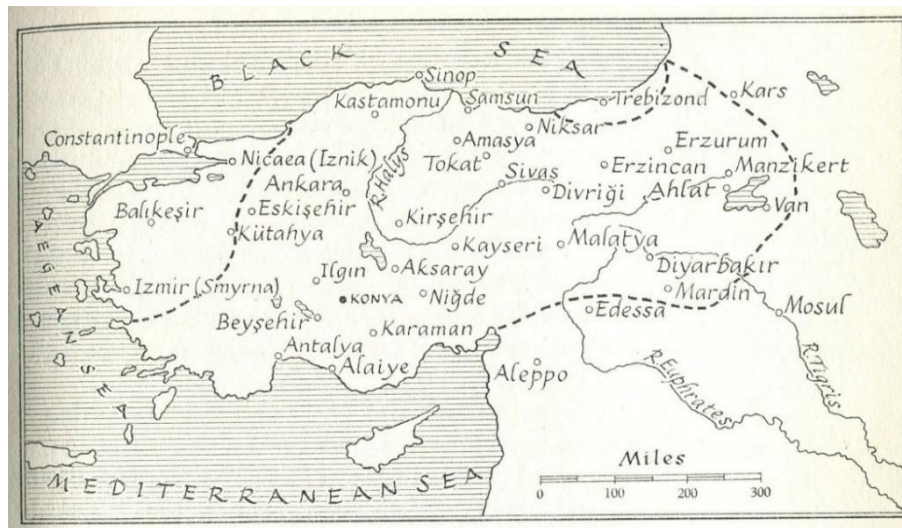 BLACK SEA
Sinop
Kastamonu
Samsun
Trebizond
Kars
Constantinople
Niksar
Amasya
Erzurum
Nicaea (Iznik)
Tokat
R. Halys
Sivas
Erzincan
Manzikert
Ankara
Divriği
Ahlat
Van
Balıkeşir
Eskişehir
Kirşehir
Kütahya
Kayseri
Malatya
AEGEAN SEA
Ilgın
Aksaray
Diyarbakır
Izmir (Smyrna)
KONYA
Niğde
Mardin
Mosul
Beyşehir
Edessa
Karaman
Antalya
Alaiye
Aleppo
R. Euphrates
R. Tigris
MEDITERRANEAN SEA
Miles
0 100 200 300